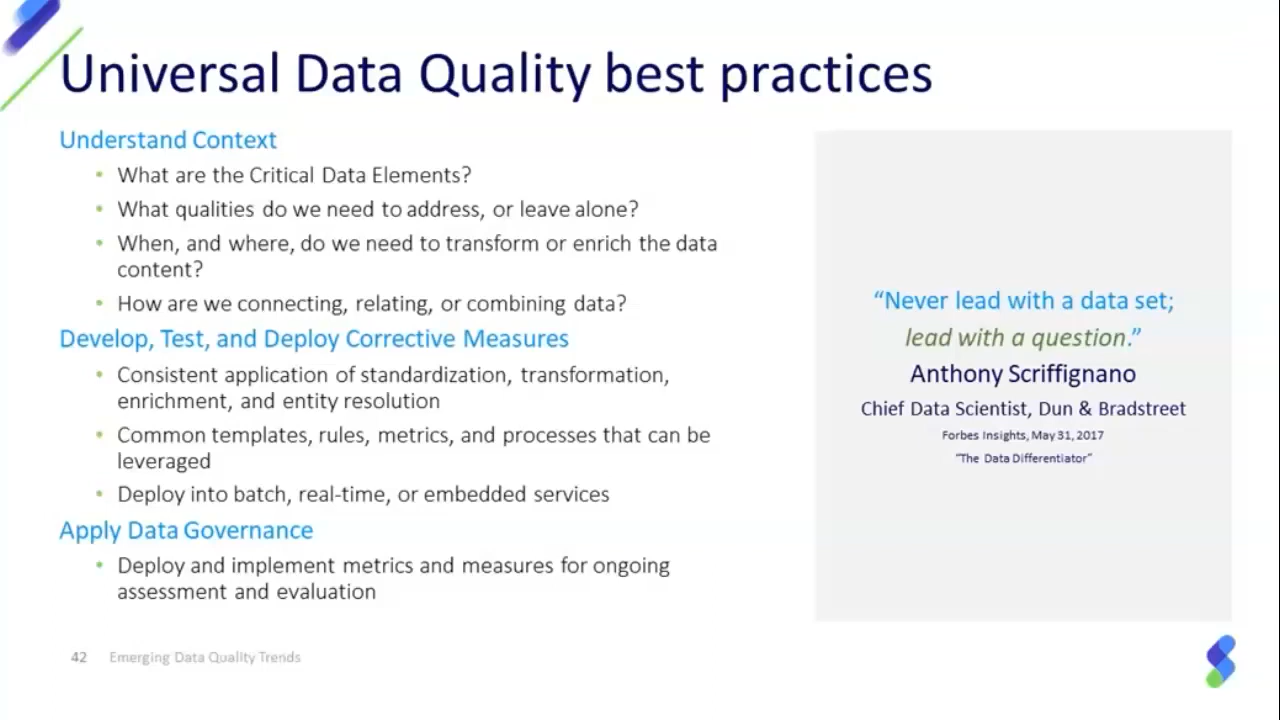 Universal Data Quality best practices
Understand Context
• What are the Critical Data Elements?
• What qualities do we need to address, or leave alone?
• When, and where, do we need to transform or enrich the data
content?
• How are we connecting, relating, or combining data?
Develop, Test, and Deploy Corrective Measures
• Consistent application of standardization, transformation,
enrichment, and entity resolution
• Common templates, rules, metrics, and processes that can be
leveraged
• Deploy into batch, real-time, or embedded services
Apply Data Governance
• Deploy and implement metrics and measures for ongoing
assessment and evaluation
“Never lead with a data set;
lead with a question.”
Anthony Scriffignano
Chief Data Scientist, Dun & Bradstreet
Forbes Insights, May 31, 2017
“The Data Differentiator”
42 Emerging Data Quality Trends